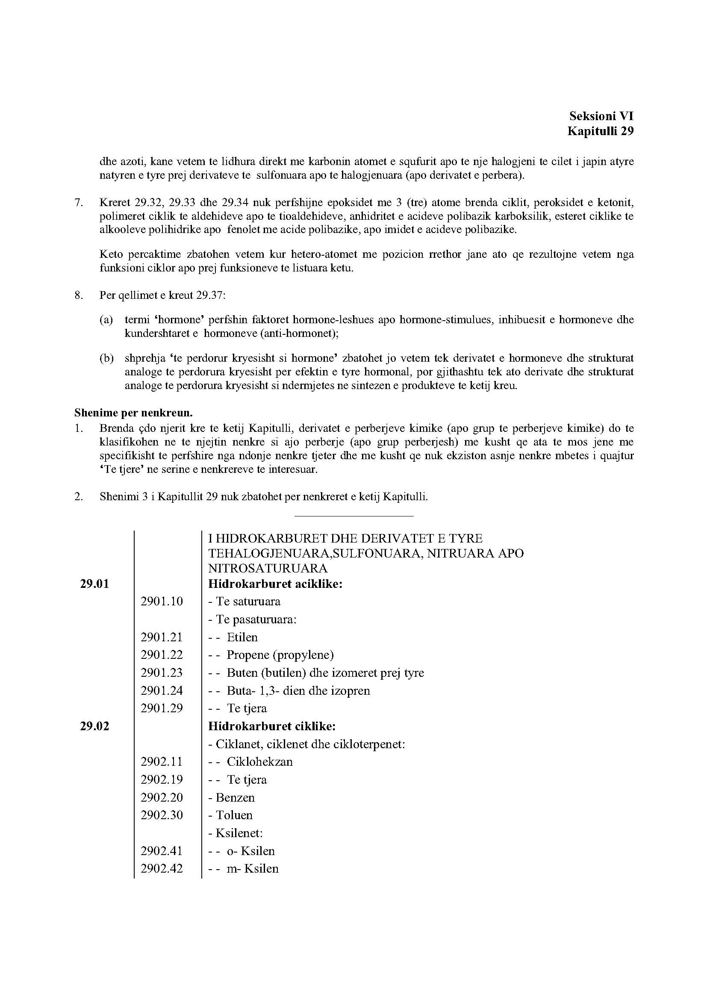 Seksioni VI
Kapitulli 29
dhe azoti, kane vetem te lidhura direkt me karbonin atomet e squfurit apo te nje halogjeni te cilet i japin atyre
natyren e tyre prej derivateve te sulfonuara apo te halogjenuara (apo derivatet e perbera).
7. Kreret 29.32, 29.33 dhe 29.34 nuk perfshijne epoksidet me 3 (tre) atome brenda ciklit, peroksidet e ketonit,
polimeret ciklik te aldehideve apo te tioaldehideve, anhidritet e acideve polibazik karboksilik, esteret ciklike te
alkooleve polihidrike apo fenolet me acide polibazike, apo imidet e acideve polibazike.
Keto percaktime zbatohen vetem kur hetero-atomet me pozicion rrethor jane ato qe rezultojne vetem nga
funksioni ciklor apo prej funksioneve te listuara ketu.
8. Per qellimet e kreut 29.37:
(a) termi ‘hormone’ perfshin faktoret hormone-leshues apo hormone-stimulues, inhibuesit e hormoneve dhe
kundershtaret e hormoneve (anti-hormonet);
(b) shprehja ‘te perdorur kryesisht si hormone’ zbatohet jo vetem tek derivatet e hormoneve dhe strukturat
analoge te perdorura kryesisht per efektin e tyre hormonal, por gjithashtu tek ato derivate dhe strukturat
analoge te perdorura kryesisht si ndermjetes ne sintezen e produkteve te ketij kreu.
Shenime per nenkreun.
1. Brenda çdo njerit kre te ketij Kapitulli, derivatet e perberjeve kimike (apo grup te perberjeve kimike) do te
klasifikohen ne te njejtin nenkre si ajo perberje (apo grup perberjesh) me kusht qe ata te mos jene me
specifikisht te perfshire nga ndonje nenkre tjeter dhe me kusht qe nuk ekziston asnje nenkre mbetes i quajtur
‘Te tjere’ ne serine e nenkrereve te interesuar.
2. Shenimi 3 i Kapitullit 29 nuk zbatohet per nenkreret e ketij Kapitulli.
I HIDROKARBURET DHE DERIVATET E TYRE
TEHALOGJENUARA,SULFONUARA, NITRUARA APO
NITROSATURUARA
29.01 Hidrokarburet aciklike:
2901.10 - Te saturuara
- Te pasaturuara:
2901.21 - - Etilen
2901.22 - - Propene (propylene)
2901.23 - - Buten (butilen) dhe izomeret prej tyre
2901.24 - - Buta- 1,3- dien dhe izopren
2901.29 - - Te tjera
29.02 Hidrokarburet ciklike:
- Ciklanet, ciklenet dhe cikloterpenet:
2902.11 - - Ciklohekzan
2902.19 - - Te tjera
2902.20 - Benzen
2902.30 - Toluen
- Ksilenet:
2902.41 - - o- Ksilen
2902.42 - - m- Ksilen